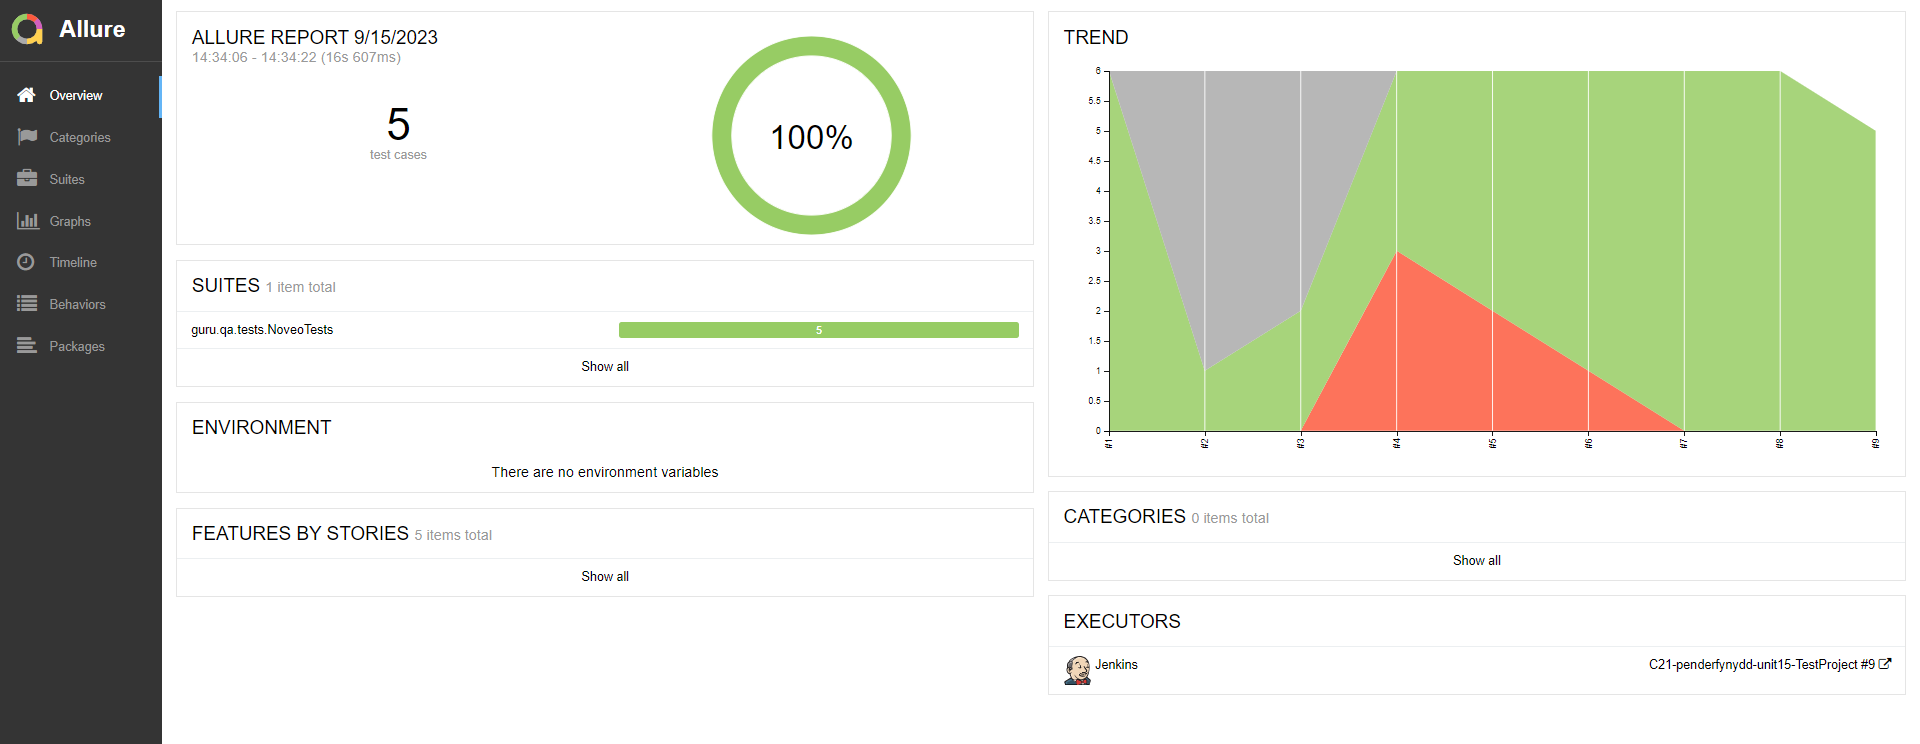 Allure
Overview
Categories
Suites
Graphs
Timeline
Behaviors
Packages
ALLURE REPORT 9/15/2023
14:34:06 - 14:34:22 (16s 607ms)
5
test cases
100%
SUITES 1 item total
guru.qa.tests.NoveoTests 5
Show all
ENVIRONMENT
There are no environment variables
FEATURES BY STORIES 5 items total
Show all
TREND
6
5.5
5
4.5
4
3.5
3
2.5
2
1.5
1
0.5
0
#1 #2 #3 #4 #5 #6 #7 #8 #9
CATEGORIES 0 items total
Show all
EXECUTORS
Jenkins C21-penderfynydd-unit15-TestProject #9